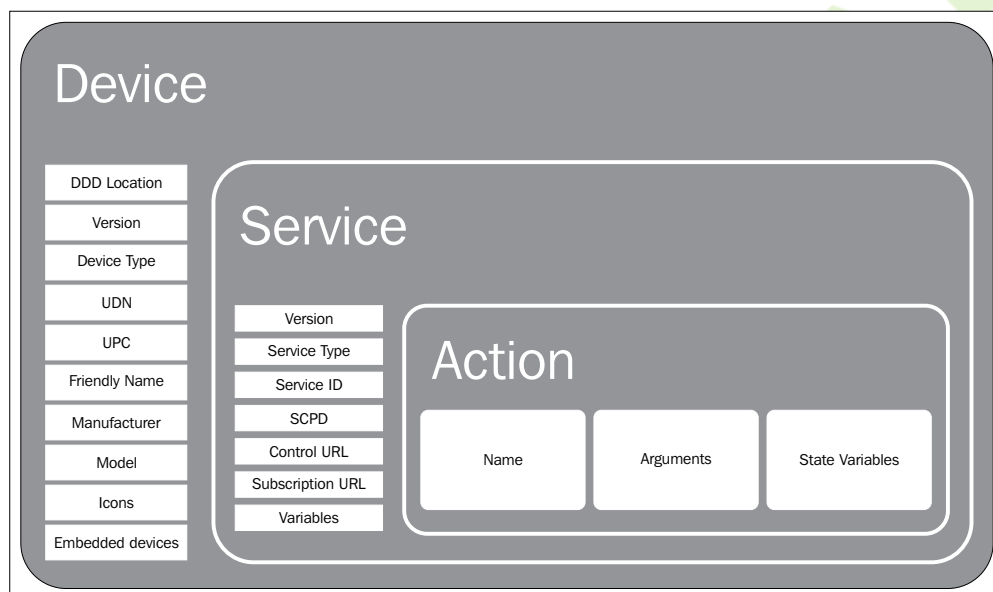 Device
DDD Location
Version
Device Type
UDN
UPC
Friendly Name
Manufacturer
Model
Icons
Embedded devices
Service
Version
Service Type
Service ID
SCPD
Control URL
Subscription URL
Variables
Action
Name
Arguments
State Variables